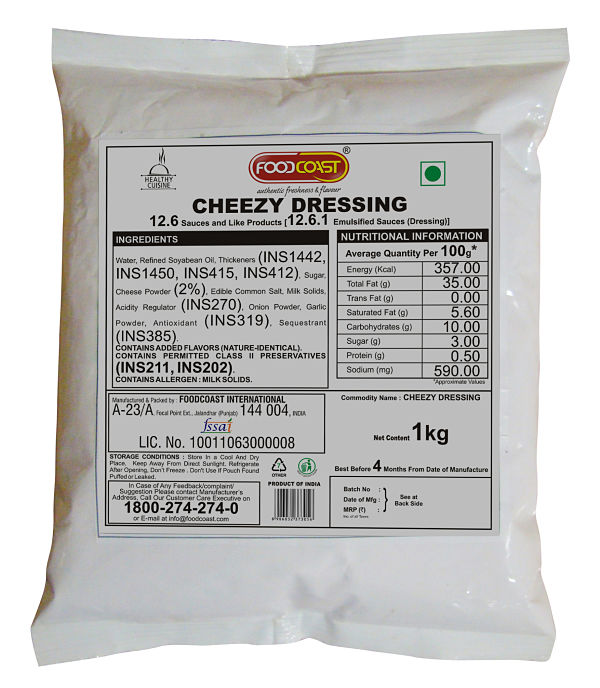 HEALTHY
CUISINE
FOODCOAST®
authentic freshness & flavour
CHEEZY DRESSING
12.6 Sauces and Like Products [12.6.1 Emulsified Sauces (Dressing)]
INGREDIENTS
Water, Refined Soyabean Oil, Thickeners (INS1442,
INS1450, INS415, INS412), Sugar,
Cheese Powder (2%), Edible Common Salt, Milk Solids,
Acidity Regulator (INS270), Onion Powder, Garlic
Powder, Antioxidant (INS319), Sequestrant
(INS385).
CONTAINS ADDED FLAVORS (NATURE-IDENTICAL).
CONTAINS PERMITTED CLASS II PRESERVATIVES
(INS211, INS202).
CONTAINS ALLERGEN : MILK SOLIDS.
NUTRITIONAL INFORMATION
Average Quantity Per 100g*
Energy (Kcal) 357.00
Total Fat (g) 35.00
Trans Fat (g) 0.00
Saturated Fat (g) 5.60
Carbohydrates (g) 10.00
Sugar (g) 3.00
Protein (g) 0.50
Sodium (mg) 590.00
*Approximate Values
Manufactured & Packed by : FOODCOAST INTERNATIONAL
A-23/A, Focal Point Ext., Jalandhar (Punjab) 144 004, INDIA
fssai
LIC. No. 10011063000008
Commodity Name : CHEEZY DRESSING
Net Content 1kg
Best Before 4 Months From Date of Manufacture
STORAGE CONDITIONS : Store In a Cool And Dry
Place, Keep Away From Direct Sunlight. Refrigerate
After Opening, Don't Freeze . Don't Use If Pouch Found
Puffed or Leaked.
7
OTHER
PRODUCT OF INDIA
In Case of Any Feedback/complaint/
Suggestion Please contact Manufacturer's
Address, Call Our Customer Care Executive on
1800-274-274-0
or E-mail at info@foodcoast.com
Batch No :
Date of Mfg :
MRP (₹) :
Incl. of all Taxes
See at
Back Side